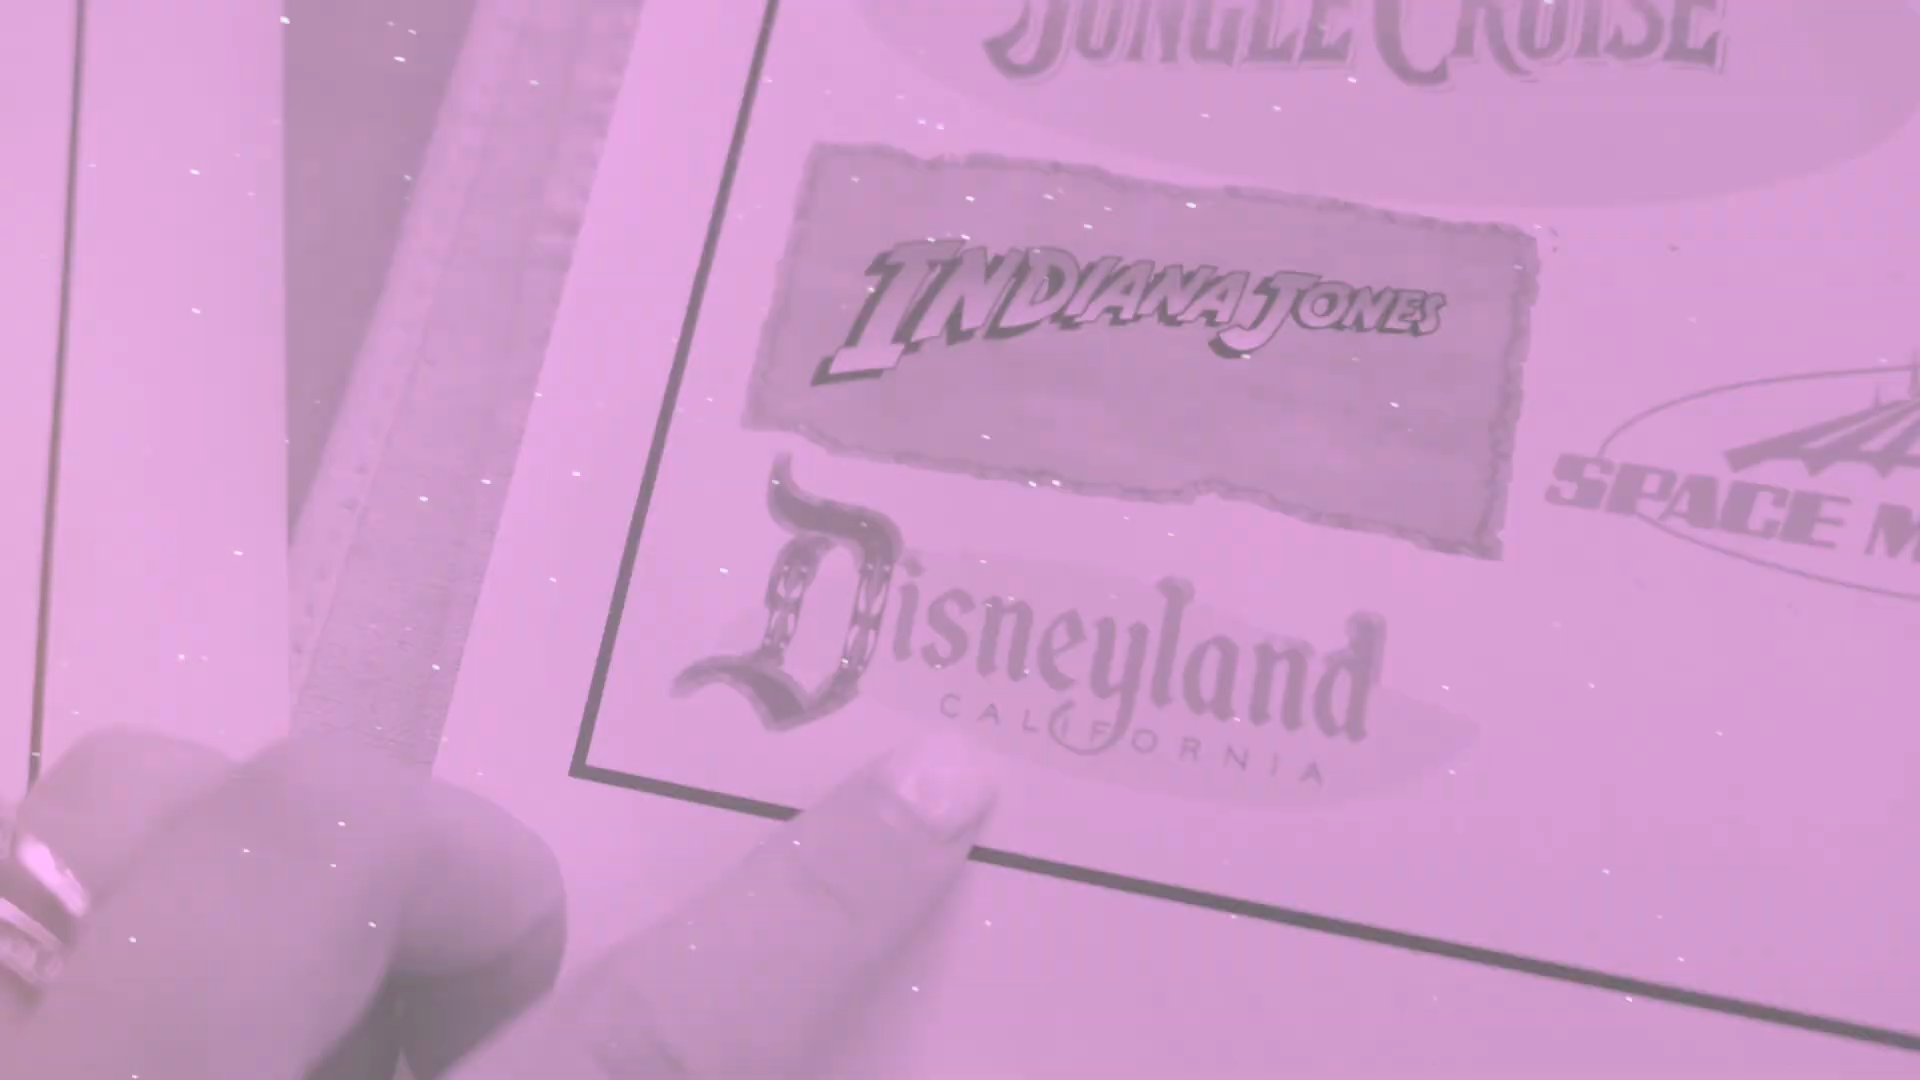 JUNGLE CRUISE
INDIANA JONES
SPACE M
Disneyland
CALIFORNIA